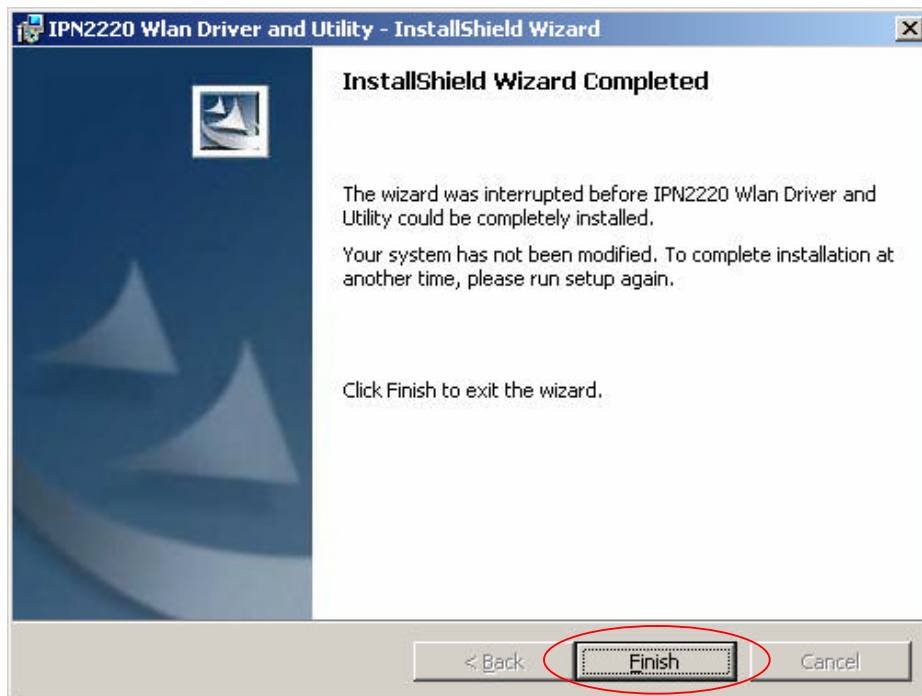 IPN2220 Wlan Driver and Utility - InstallShield Wizard
InstallShield Wizard Completed
The wizard was interrupted before IPN2220 Wlan Driver and
Utility could be completely installed.
Your system has not been modified. To complete installation at
another time, please run setup again.
Click Finish to exit the wizard.
< Back
Finish
Cancel